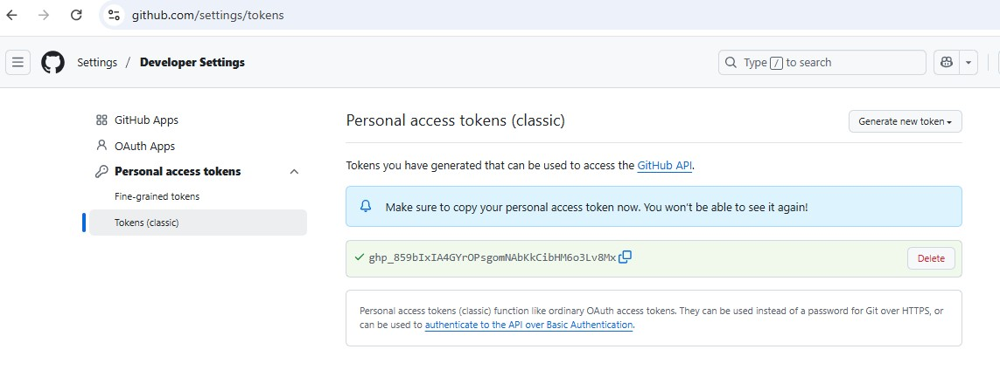 github.com/settings/tokens
Settings / Developer Settings
Type / to search
GitHub Apps
OAuth Apps
Personal access tokens
Fine-grained tokens
Tokens (classic)
Personal access tokens (classic)
Generate new token
Tokens you have generated that can be used to access the GitHub API.
Make sure to copy your personal access token now. You won't be able to see it again!
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
Delete
Personal access tokens (classic) function like ordinary OAuth access tokens. They can be used instead of a password for Git over HTTPS, or
can be used to authenticate to the API over Basic Authentication.